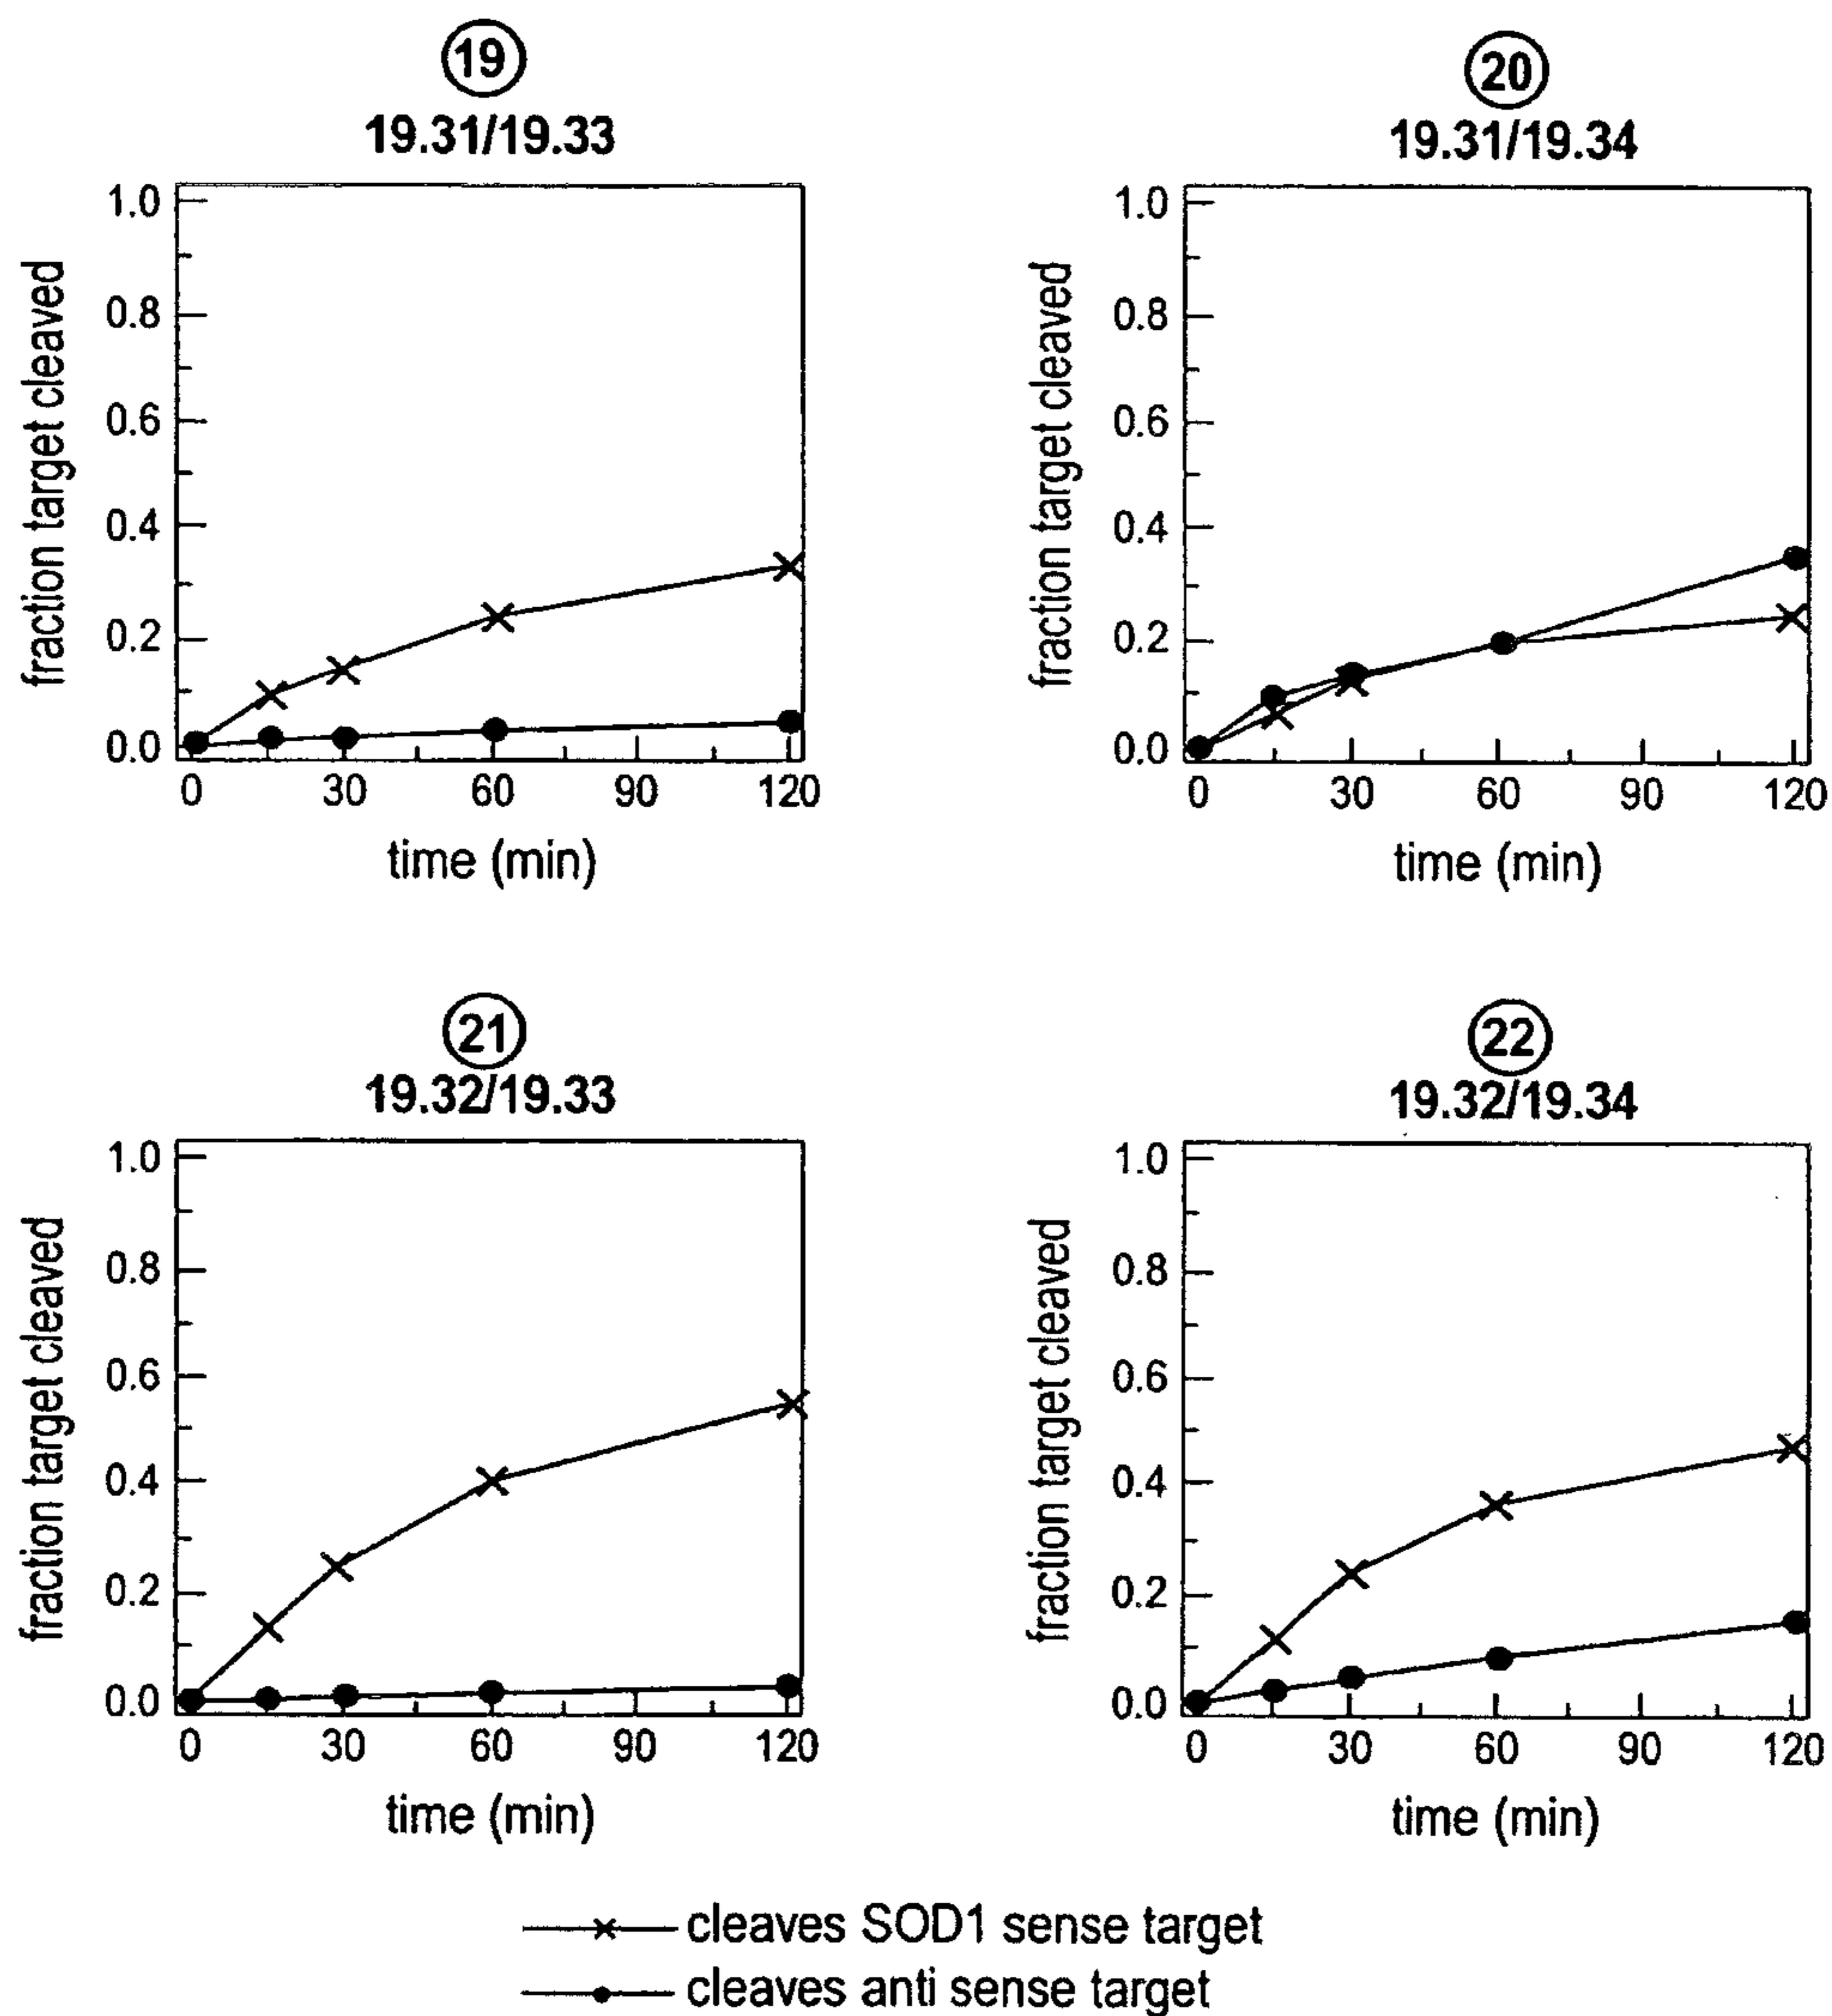 19
19.31/19.33
fraction target cleaved
1.0
0.8
0.6
0.4
0.2
0.0
0 30 60 90 120
time (min)
20
19.31/19.34
fraction target cleaved
1.0
0.8
0.6
0.4
0.2
0.0
0 30 60 90 120
time (min)
21
19.32/19.33
fraction target cleaved
1.0
0.8
0.6
0.4
0.2
0.0
0 30 60 90 120
time (min)
22
19.32/19.34
fraction target cleaved
1.0
0.8
0.6
0.4
0.2
0.0
0 30 60 90 120
time (min)
cleaves SOD1 sense target
cleaves anti sense target